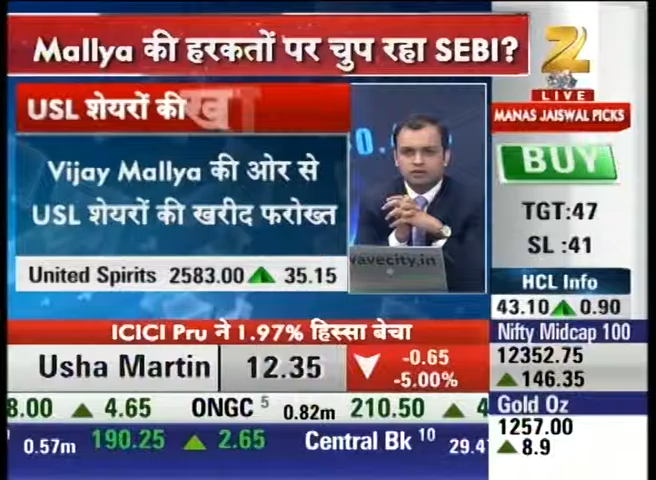 Mallya की हरकतों पर चुप रहा SEBI?
LIVE
USL शेयरों की
MANAS JAISWAL PICKS
BUY
TGT:47
SL :41
Vijay Mallya की ओर से
USL शेयरों की खरीद फरोख्त
wavecity.in
United Spirits 2583.00 35.15
HCL Info
43.10 0.90
ICICI Pru ने 1.97% हिस्सा बेचा
Nifty Midcap 100
12352.75
146.35
Usha Martin 12.35 -0.65
-5.00%
Gold Oz
1257.00
8.9
8.00 4.65 ONGC 5 0.82m 210.50 4
0.57m 190.25 2.65 Central Bk 10 29.4